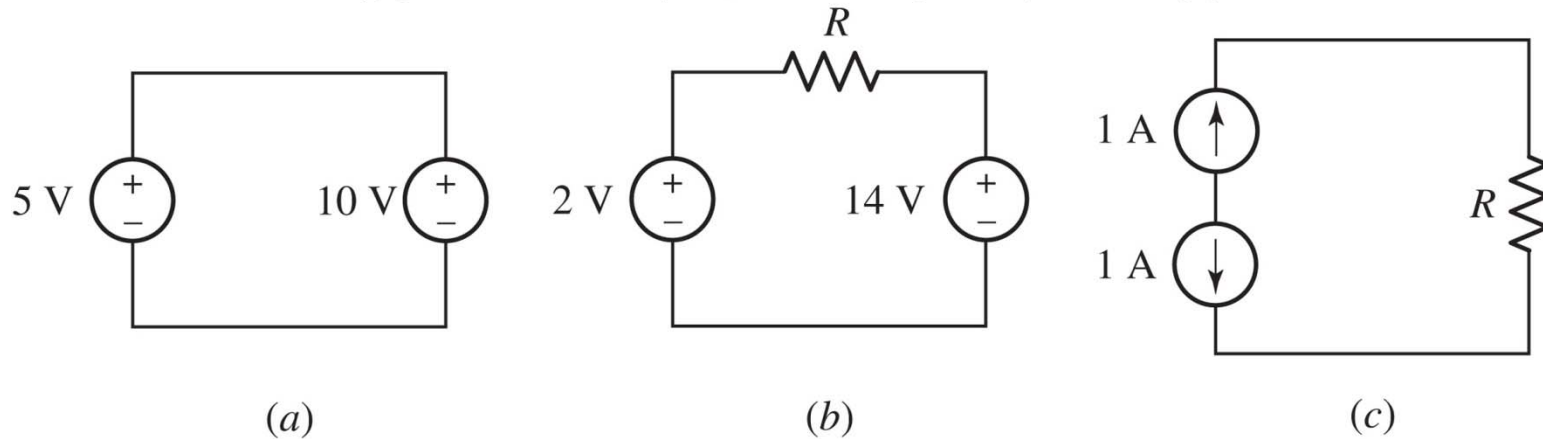 R
5 V + − 10 V + − 2 V + − 14 V + − 1 A
R
1 A
(a) (b) (c)